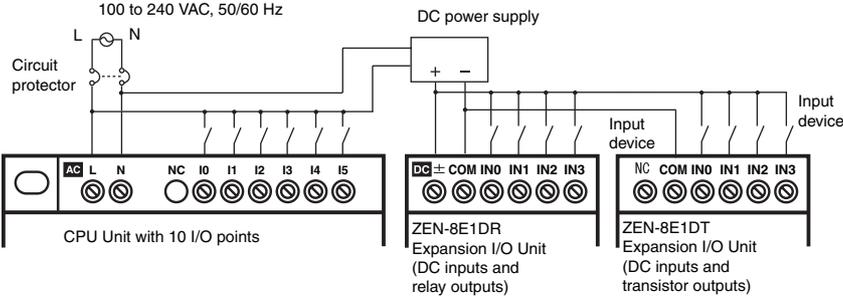 100 to 240 VAC, 50/60 Hz
DC power supply
L N
Circuit
protector
+ −
Input
device
Input
device
AC L N NC I0 I1 I2 I3 I4 I5
DC ± COM IN0 IN1 IN2 IN3
NC COM IN0 IN1 IN2 IN3
CPU Unit with 10 I/O points
ZEN-8E1DR
Expansion I/O Unit
(DC inputs and
relay outputs)
ZEN-8E1DT
Expansion I/O Unit
(DC inputs and
transistor outputs)